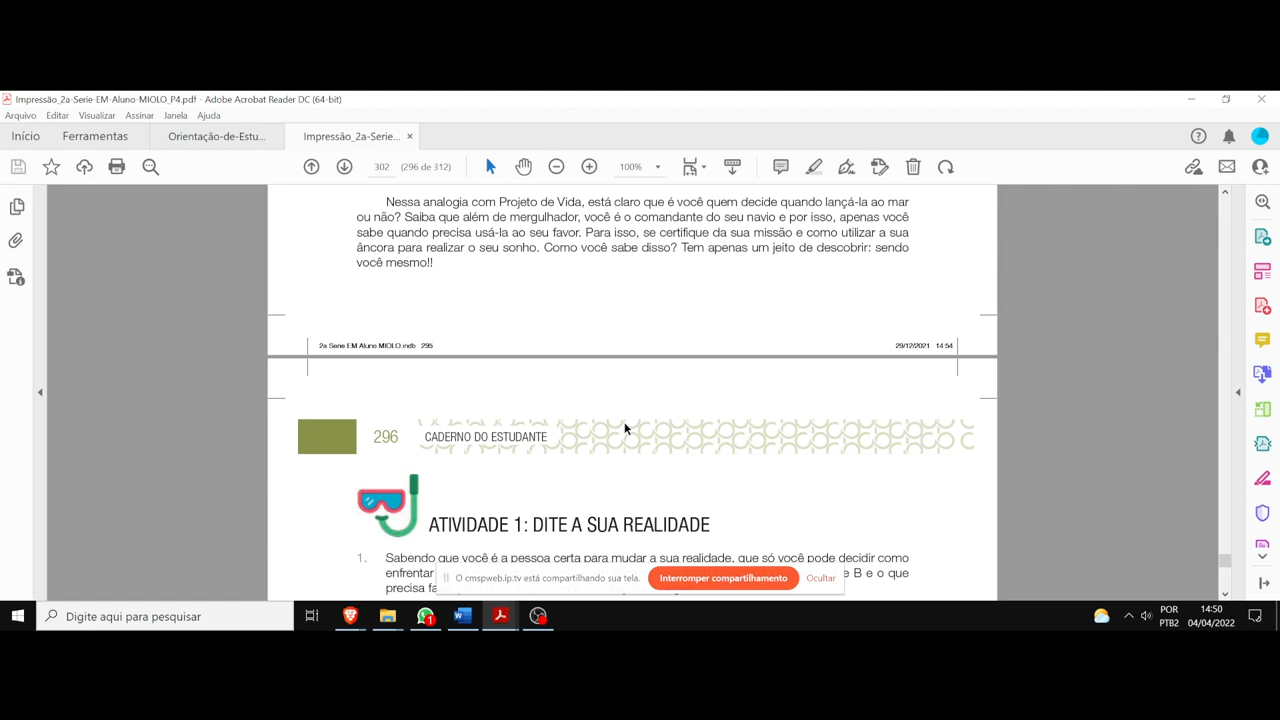 Impressão_2a-Serie-EM-Aluno-MIOLO_P4.pdf - Adobe Acrobat Reader DC (64-bit)
Arquivo Editar Visualizar Assinar Janela Ajuda
Início Ferramentas Orientação-de-Estu... Impressão_2a-Serie... ×
302 (296 de 312) 100%
Nessa analogia com Projeto de Vida, está claro que é você quem decide quando lançá-la ao mar
ou não? Saiba que além de mergulhador, você é o comandante do seu navio e por isso, apenas você
sabe quando precisa usá-la ao seu favor. Para isso, se certifique da sua missão e como utilizar a sua
âncora para realizar o seu sonho. Como você sabe disso? Tem apenas um jeito de descobrir: sendo
você mesmo!!
2a Serie EM Aluno MIOLO.indb 295 29/12/2021 14:54
296 CADERNO DO ESTUDANTE
ATIVIDADE 1: DITE A SUA REALIDADE
1. Sabendo que você é a pessoa certa para mudar a sua realidade, que só você pode decidir como
enfrentar e B e o que
precisa
O cmspweb.ip.tv está compartilhando sua tela. Interromper compartilhamento Ocultar
Digite aqui para pesquisar
1
POR 14:50
PTB2 04/04/2022